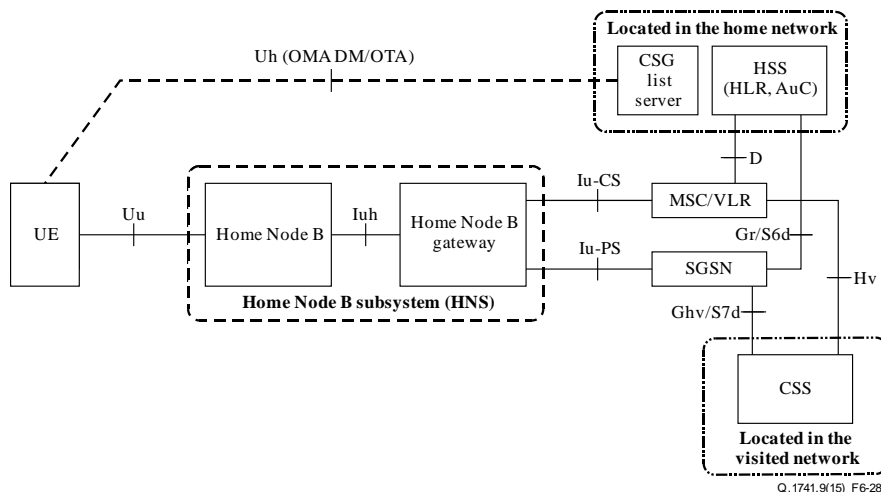 Located in the home network
Uh (OMA DM/OTA)
CSG
list
server
HSS
(HLR, AuC)
D
Iu-CS
MSC/VLR
UE
Uu
Home Node B
Iuh
Home Node B
gateway
Gr/S6d
Iu-PS
SGSN
Hv
Home Node B subsystem (HNS)
Ghv/S7d
CSS
Located in the
visited network
Q.1741.9(15)_F6-28